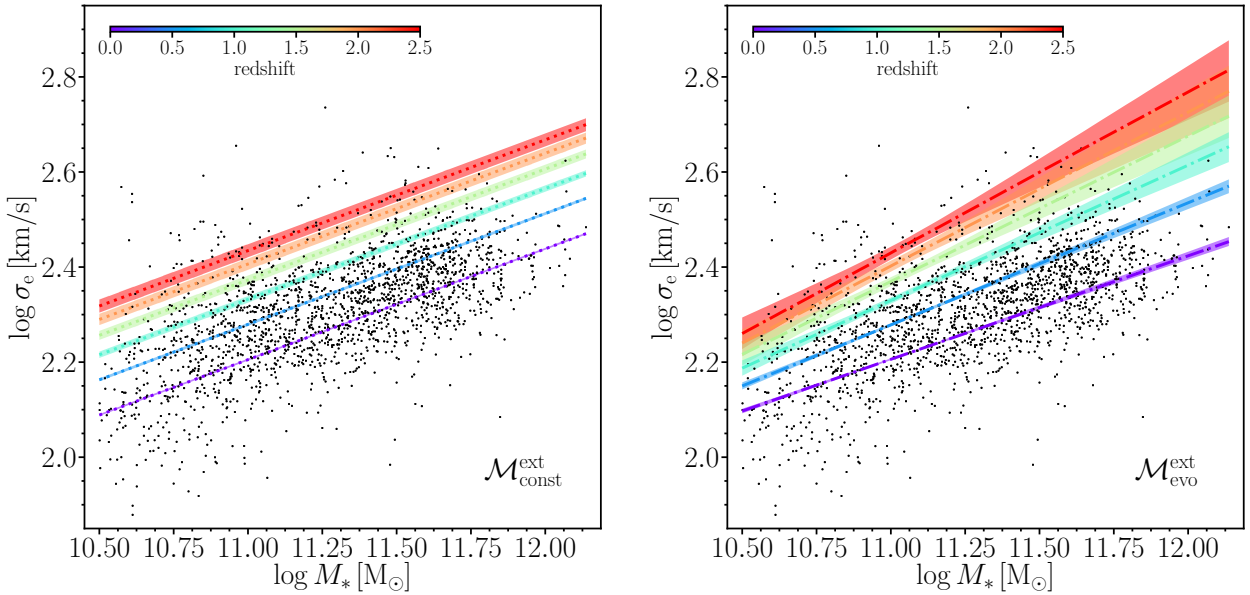 0.0 0.5 1.0 1.5 2.0 2.5
redshift
2.8
2.6
2.4
2.2
2.0
log σe [km/s]
ℳ^ext_const
10.50 10.75 11.00 11.25 11.50 11.75 12.00
log M* [M⊙]
0.0 0.5 1.0 1.5 2.0 2.5
redshift
2.8
2.6
2.4
2.2
2.0
log σe [km/s]
ℳ^ext_evo
10.50 10.75 11.00 11.25 11.50 11.75 12.00
log M* [M⊙]